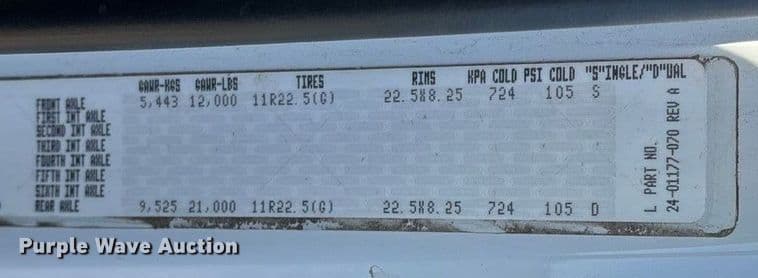 GAWR-KGS GAWR-LBS TIRES RIMS KPA COLD PSI COLD "S"INGLE/"D"UAL
FRONT AXLE 5,443 12,000 11R22.5(G) 22.5X8.25 724 105 S
FIRST INT AXLE
SECOND INT AXLE
THIRD INT AXLE
FOURTH INT AXLE
FIFTH INT AXLE
SIXTH INT AXLE
REAR AXLE 9,525 21,000 11R22.5(G) 22.5X8.25 724 105 D
L PART NO.
24-01177-070 REV A
Purple Wave Auction